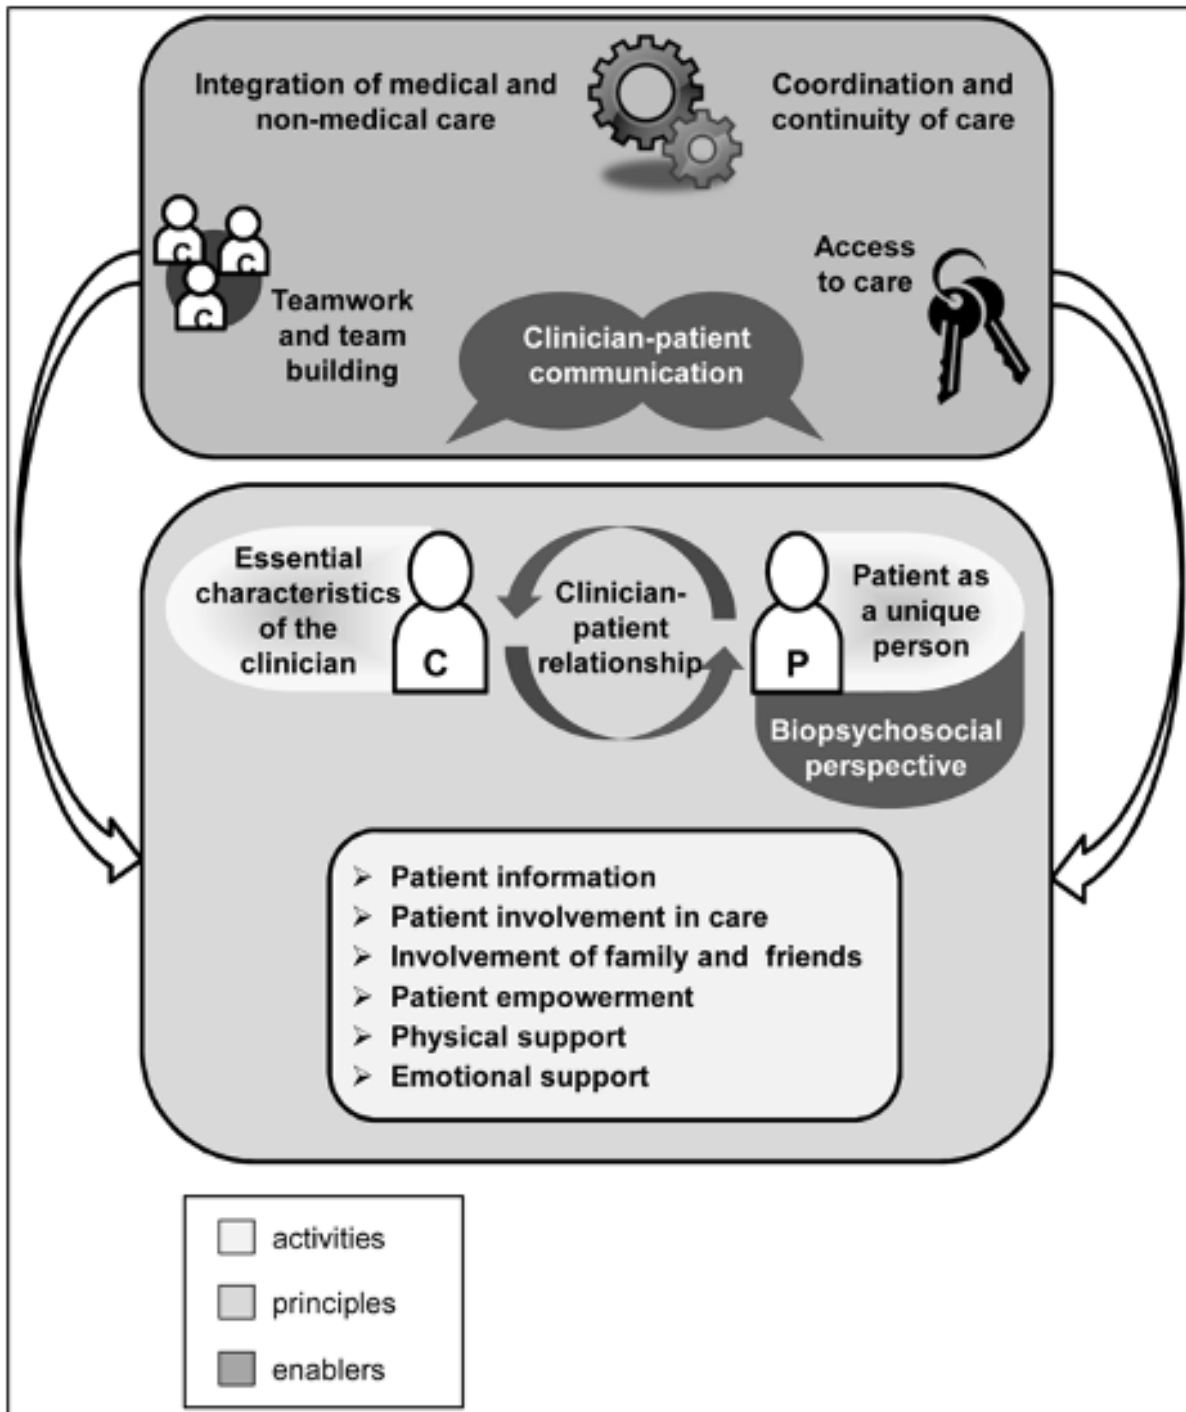 Integration of medical and
non-medical care
Coordination and
continuity of care
C
C
C
Teamwork
and team
building
Access
to care
Clinician-patient
communication
Essential
characteristics
of the
clinician
C
Clinician-
patient
relationship
P
Patient as
a unique
person
Biopsychosocial
perspective
➢ Patient information
➢ Patient involvement in care
➢ Involvement of family and friends
➢ Patient empowerment
➢ Physical support
➢ Emotional support
activities
principles
enablers